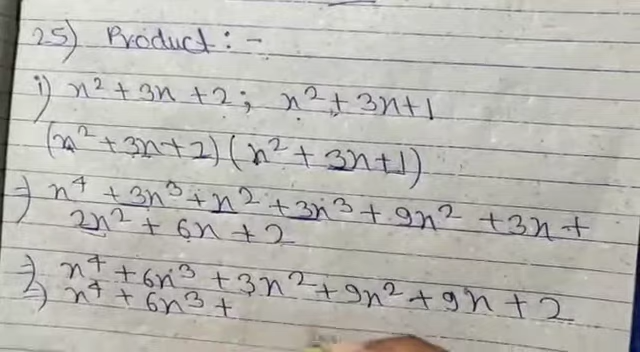 25) Product : -
i) x² + 3x + 2 ; x² + 3x + 1
(x² + 3x + 2) (x² + 3x + 1)
⇒ x⁴ + 3x³ + x² + 3x³ + 9x² + 3x +
2x² + 6x + 2
⇒ x⁴ + 6x³ + 3x² + 9x² + 9x + 2
⇒ x⁴ + 6x³ +